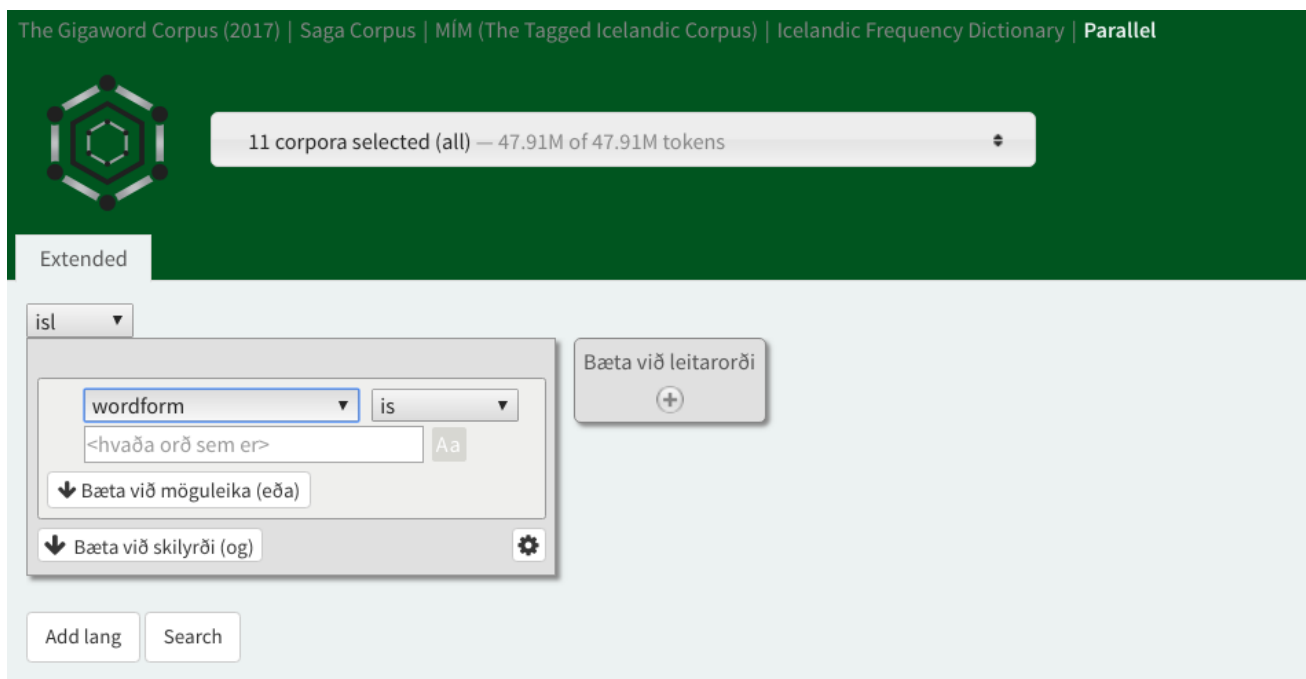 The Gigaword Corpus (2017) | Saga Corpus | MÍM (The Tagged Icelandic Corpus) | Icelandic Frequency Dictionary | Parallel
11 corpora selected (all) — 47.91M of 47.91M tokens
Extended
isl
Bæta við leitarorði
wordform is
<hvaða orð sem er> Aa
Bæta við möguleika (eða)
Bæta við skilyrði (og)
Add lang Search